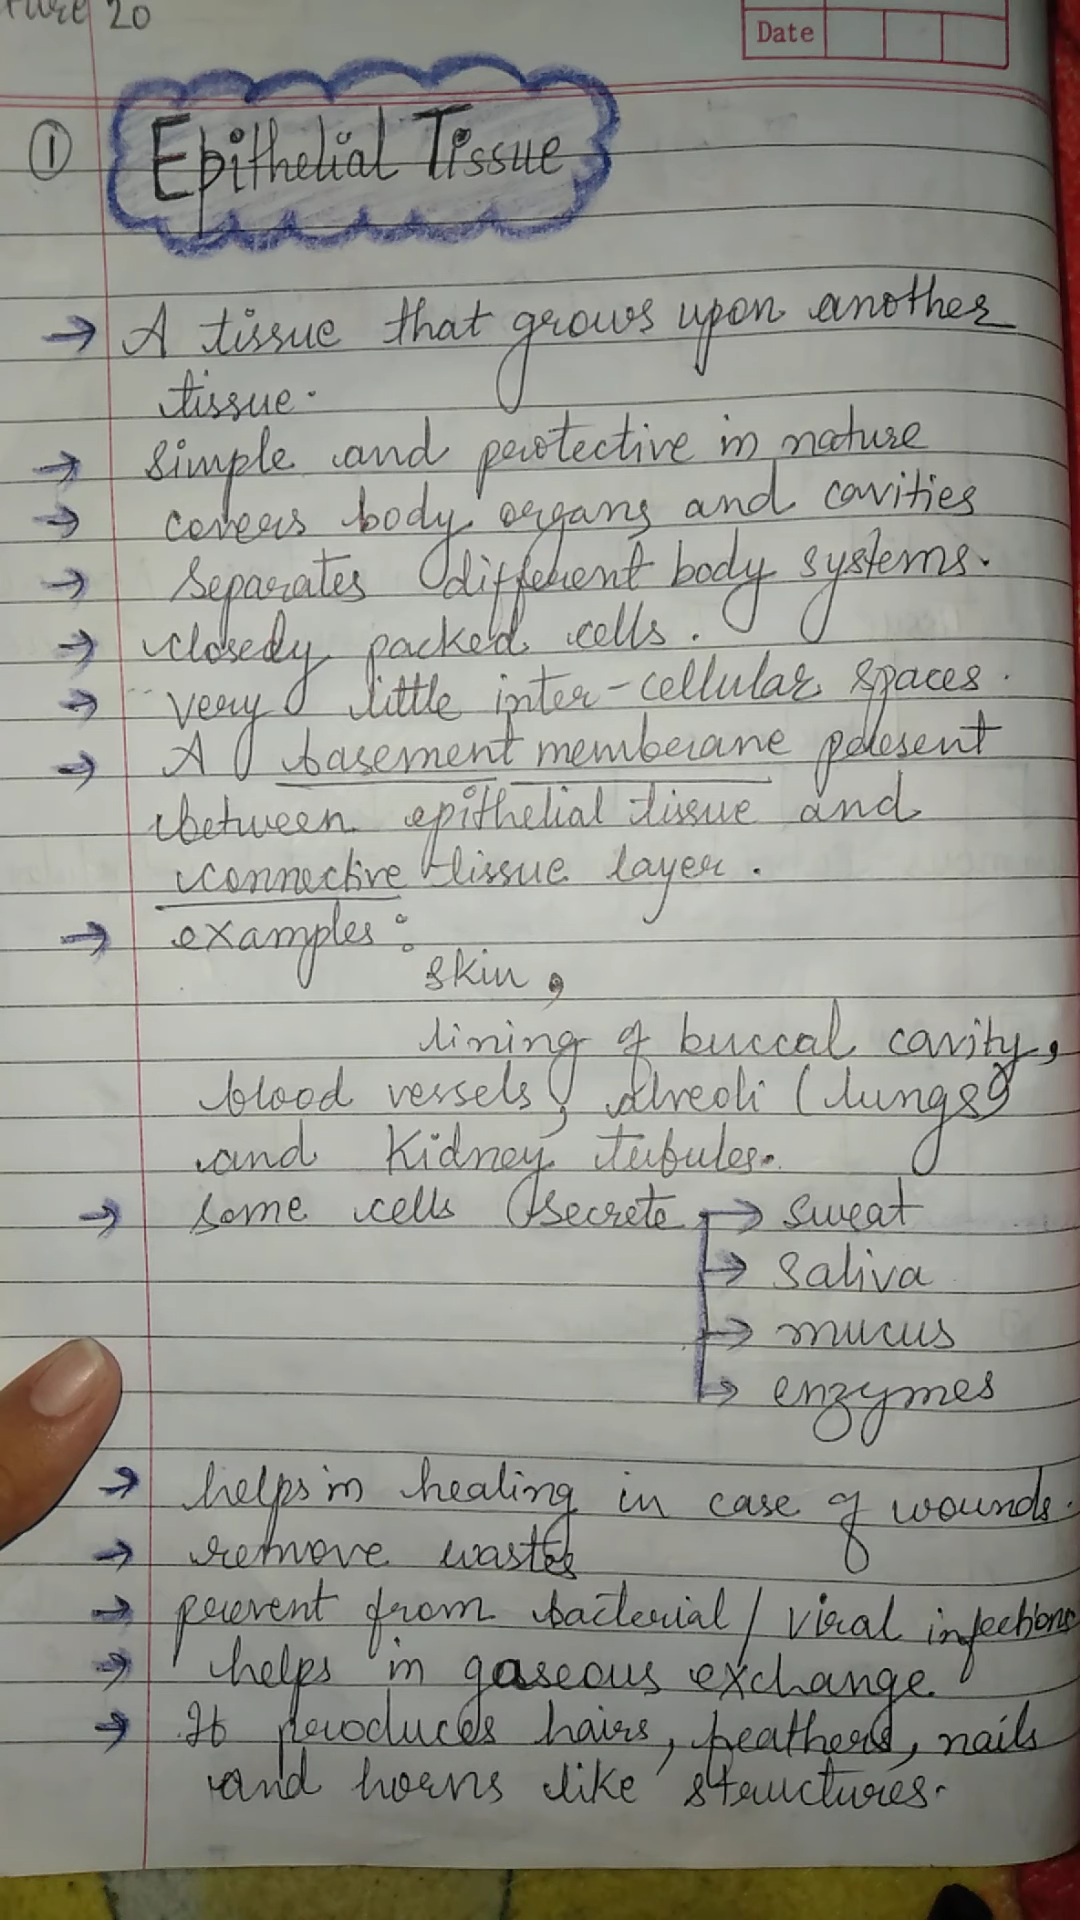 20
Date
① Epithelial Tissue
→ A tissue that grows upon another
tissue.
→ simple and protective in nature
→ covers body organs and cavities
→ separates different body systems.
→ closedy packed cells.
→ very little inter-cellular spaces.
→ A basement membrane present
between epithelial tissue and
connective tissue layer.
→ examples:
skin,
lining of buccal cavity,
blood vessels, alveoli (lungs)
and Kidney tubules.
→ some cells secrete → sweat
→ saliva
→ mucus
→ enzymes
→ helps in healing in case of wounds.
→ remove wastes
→ prevent from bacterial / viral infections
→ helps in gaseous exchange.
→ It produces hairs, feathers, nails
and horns like structures.